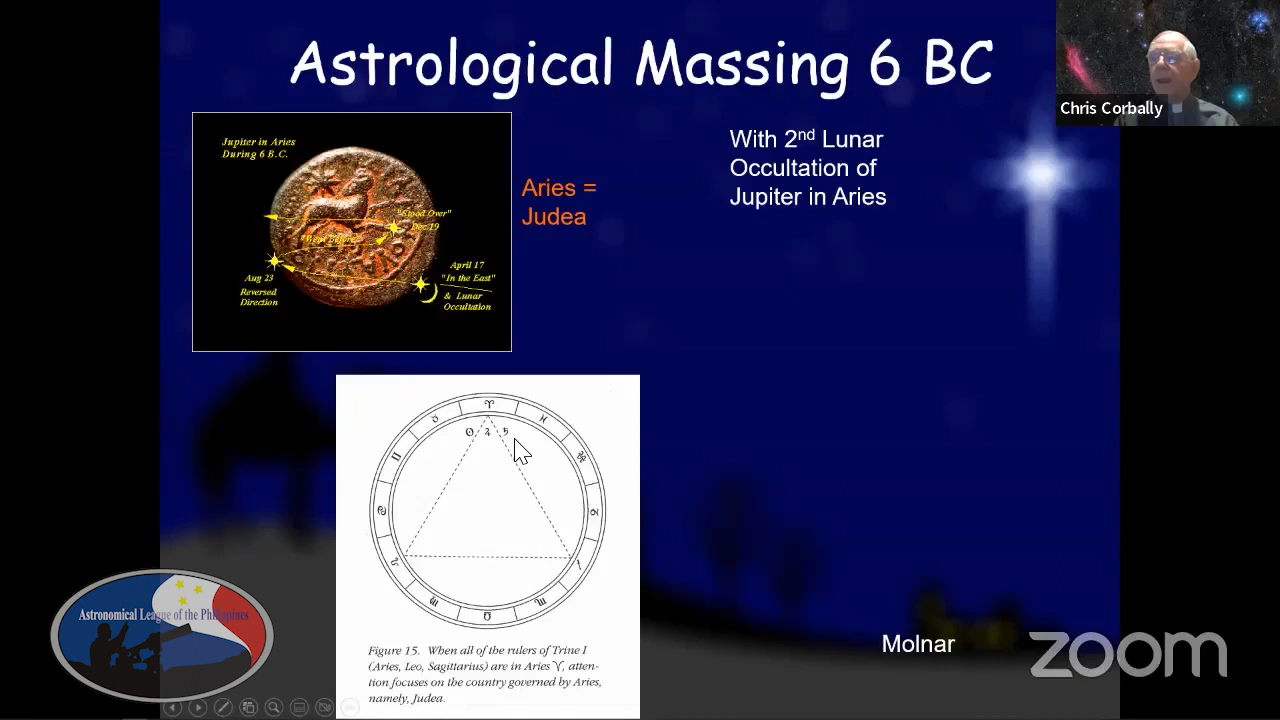 Astrological Massing 6 BC
Chris Corbally
Jupiter in Aries
During 6 B.C.
"Stood Over"
Dec 19
"Went Before"
Aug 23
Reversed
Direction
April 17
"In the East"
& Lunar
Occultation
Aries =
Judea
With 2nd Lunar
Occultation of
Jupiter in Aries
Figure 15. When all of the rulers of Trine I
(Aries, Leo, Sagittarius) are in Aries ♈, atten-
tion focuses on the country governed by Aries,
namely, Judea.
Molnar
Astronomical League of the Philippines
zoom